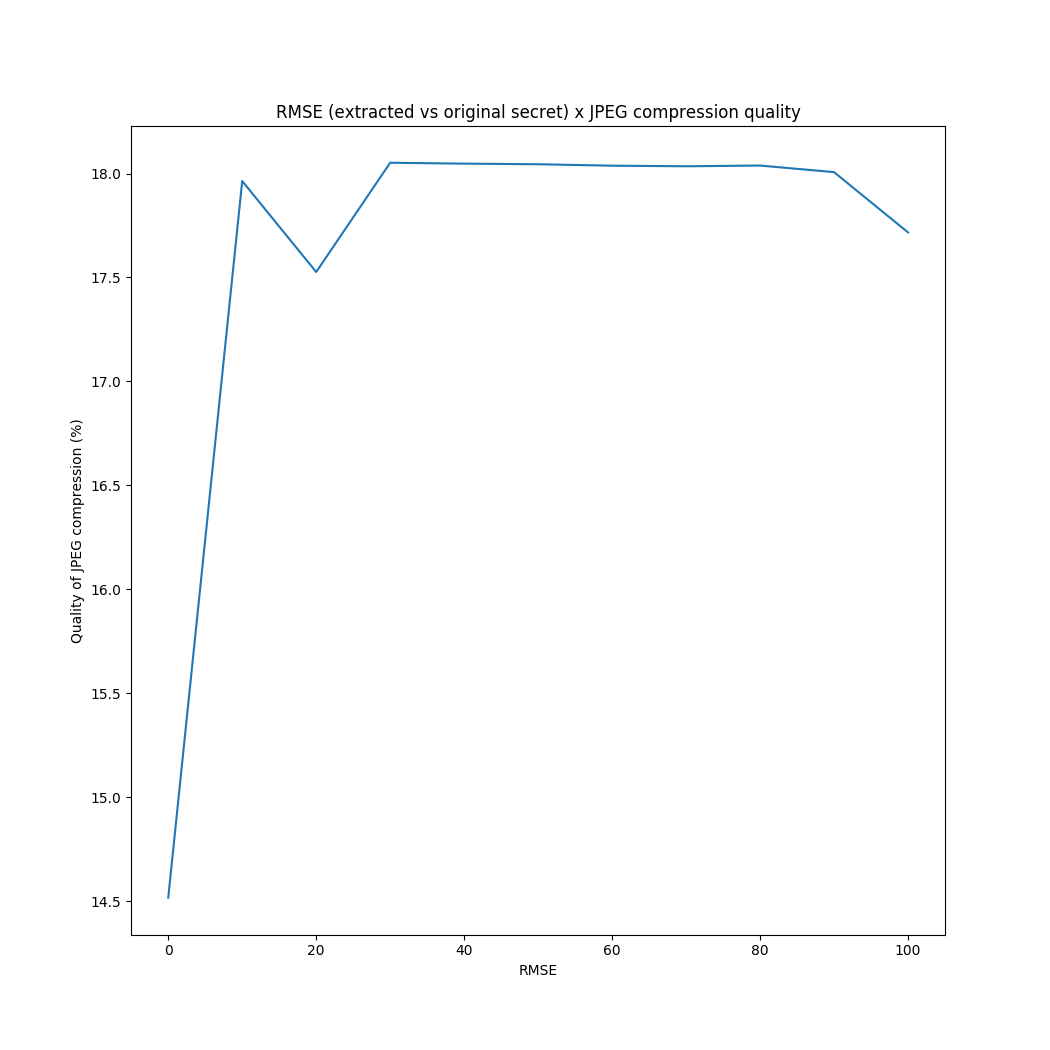 RMSE (extracted vs original secret) x JPEG compression quality
18.0
17.5
17.0
16.5
16.0
15.5
15.0
14.5
Quality of JPEG compression (%)
0 20 40 60 80 100
RMSE